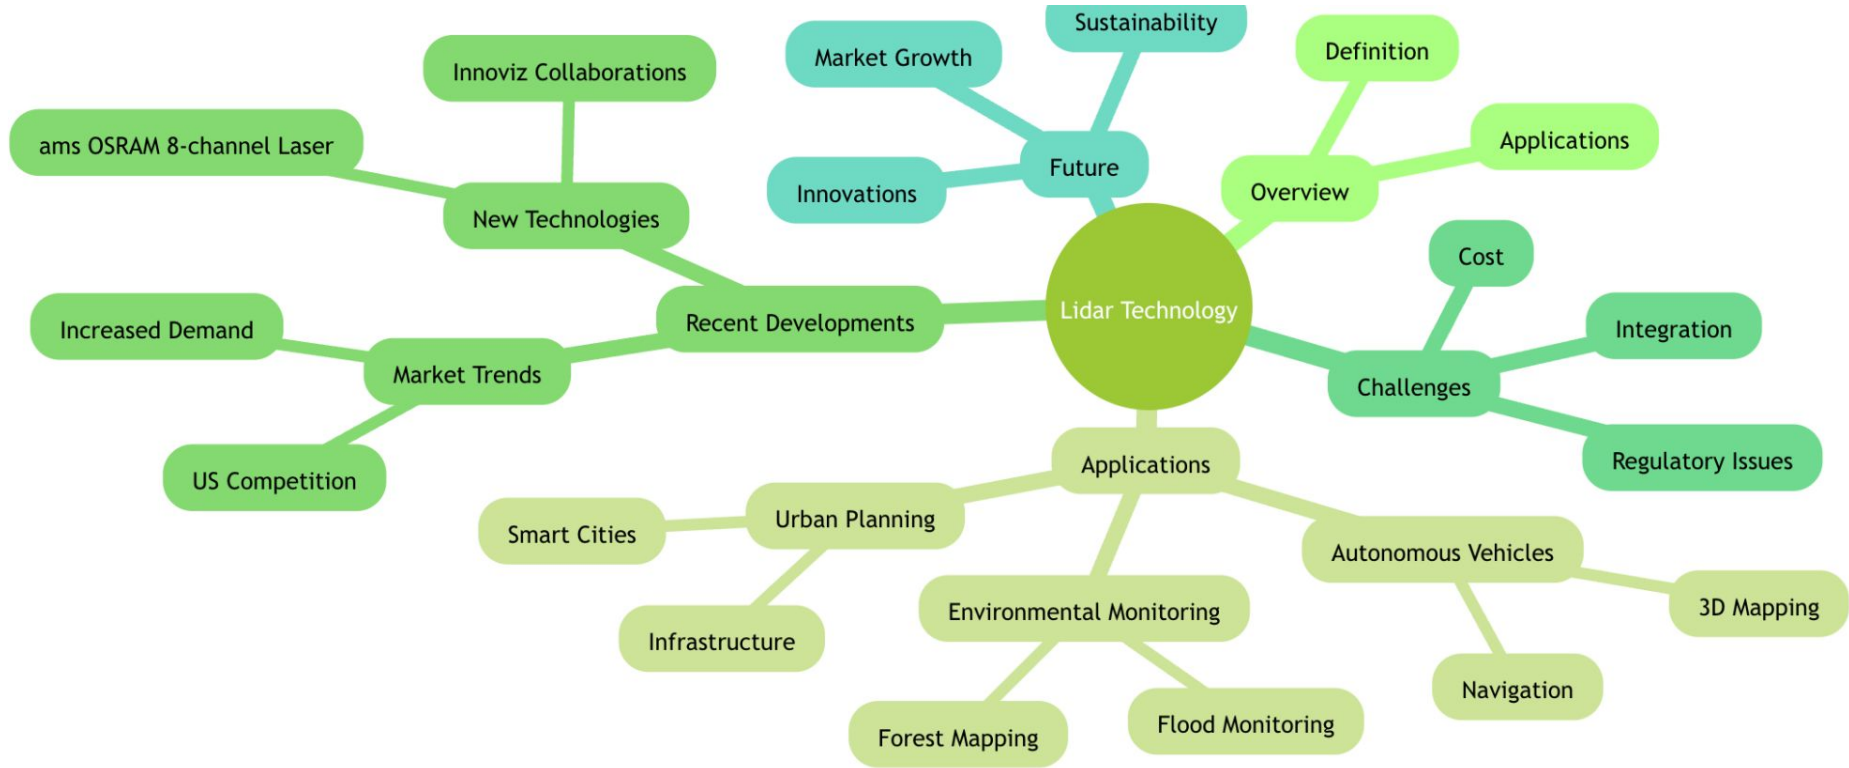 Sustainability
Market Growth
Definition
Innoviz Collaborations
ams OSRAM 8-channel Laser
Applications
Future
Innovations
Overview
New Technologies
Cost
Lidar Technology
Recent Developments
Increased Demand
Integration
Market Trends
Challenges
US Competition
Applications
Regulatory Issues
Urban Planning
Smart Cities
Autonomous Vehicles
Environmental Monitoring
3D Mapping
Infrastructure
Navigation
Forest Mapping
Flood Monitoring